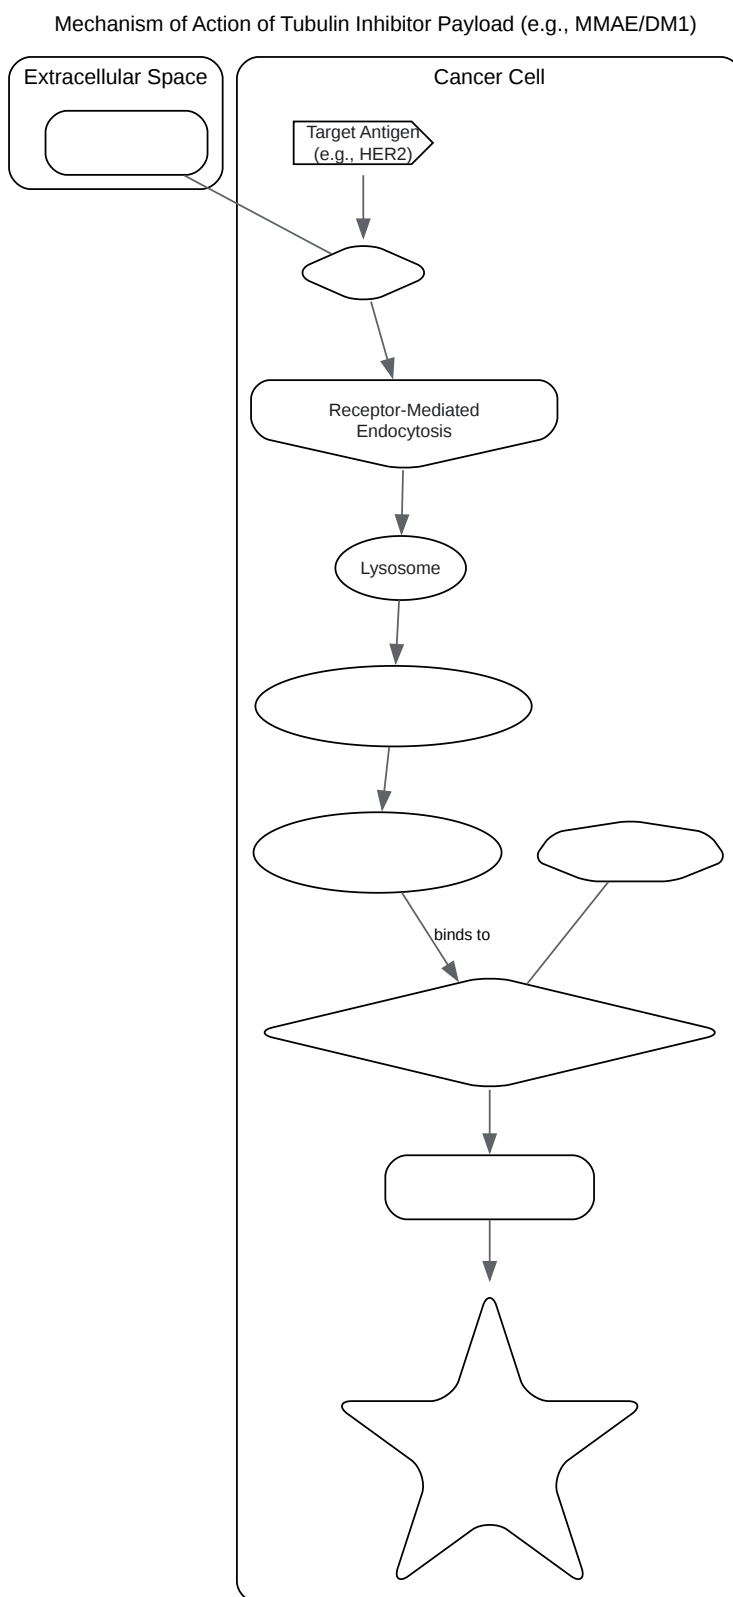 Mechanism of Action of Tubulin Inhibitor Payload (e.g., MMAE/DM1)
Extracellular Space
Cancer Cell
Target Antigen
(e.g., HER2)
Receptor-Mediated
Endocytosis
Lysosome
binds to